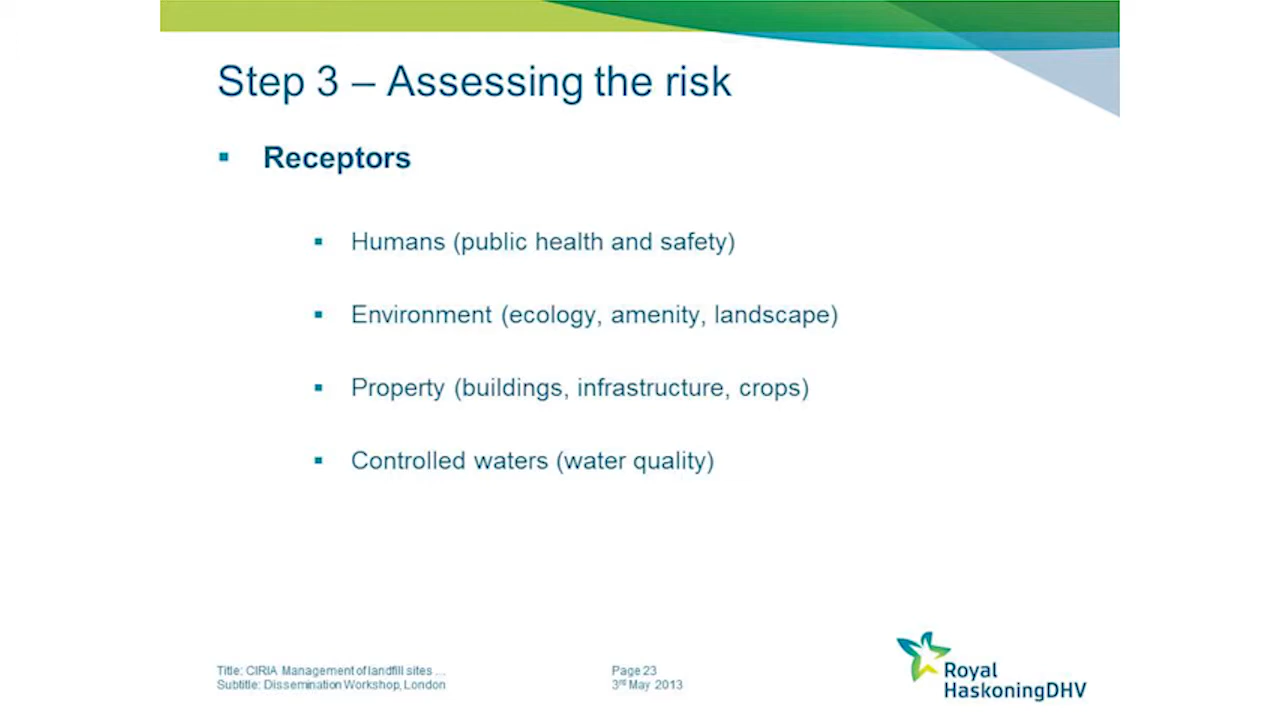 Step 3 – Assessing the risk
▪ Receptors
▪ Humans (public health and safety)
▪ Environment (ecology, amenity, landscape)
▪ Property (buildings, infrastructure, crops)
▪ Controlled waters (water quality)
Title: CIRIA Management of landfill sites ...
Subtitle: Dissemination Workshop, London
Page 23
3rd May 2013
Royal
HaskoningDHV